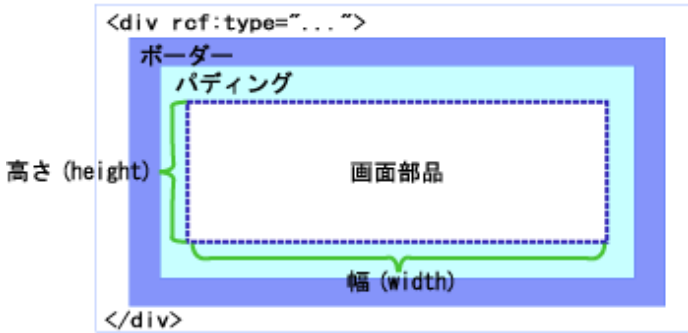 <div rcf:type="...">
ボーダー
パディング
高さ (height)
画面部品
幅 (width)
</div>